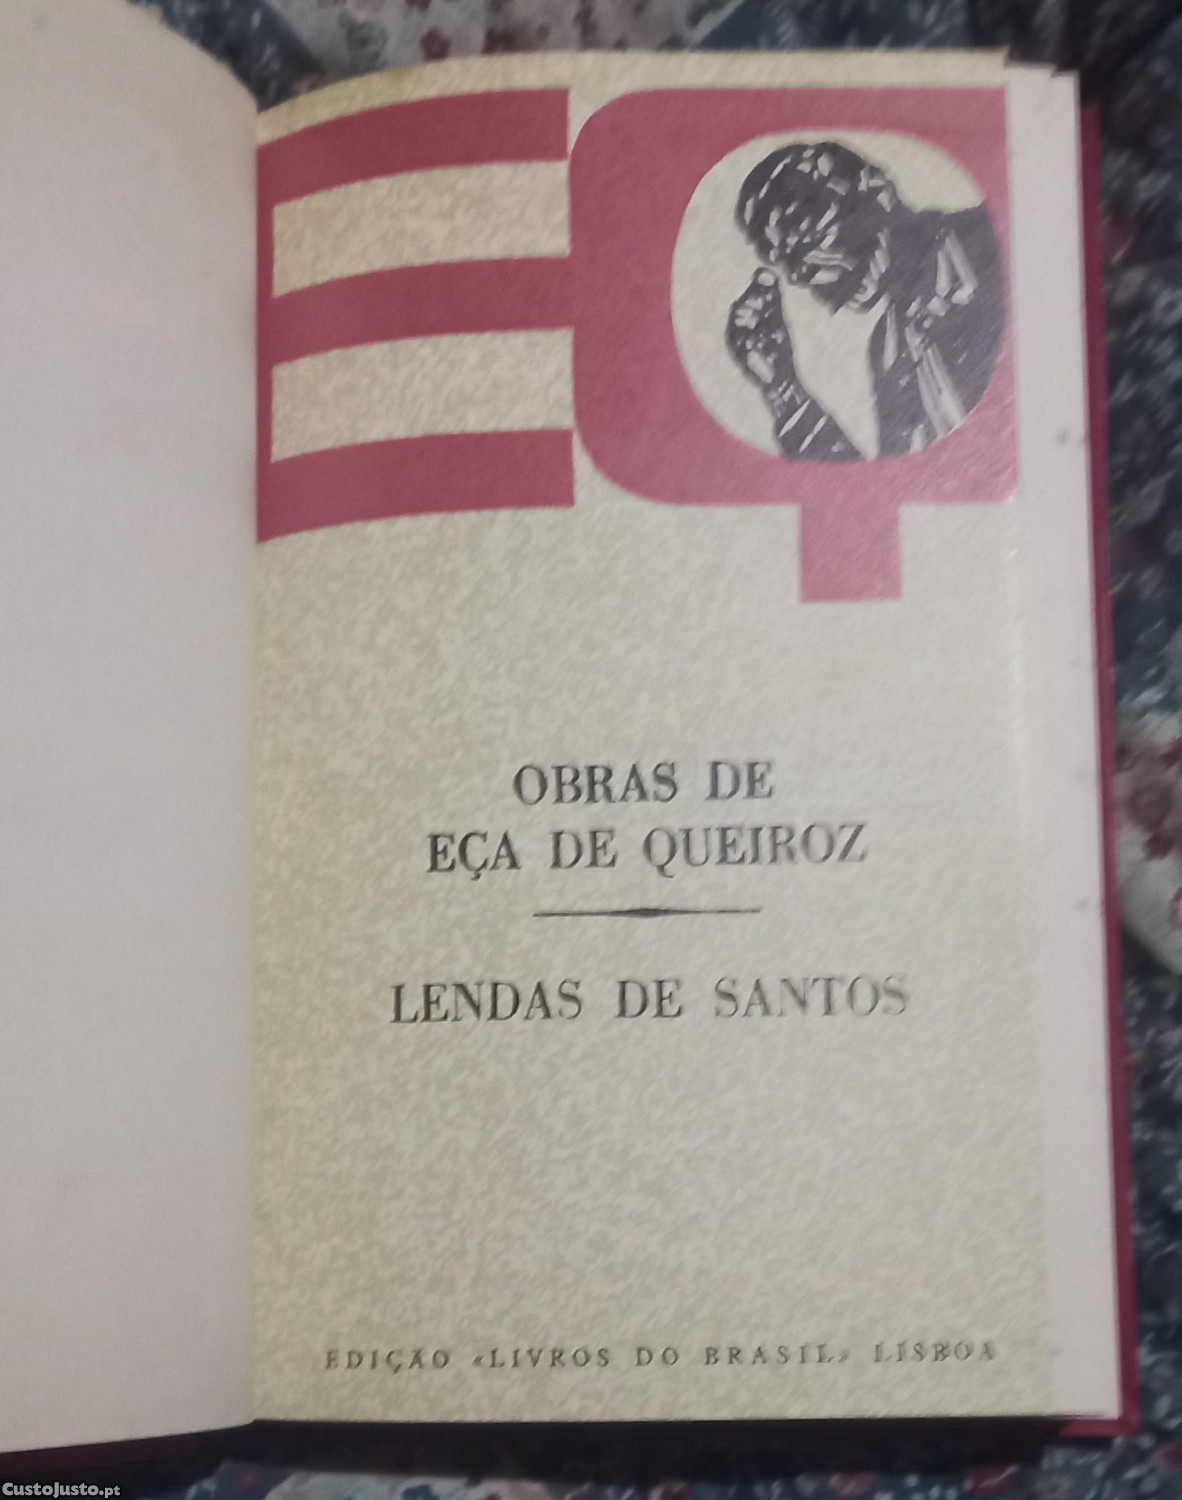 EQ
OBRAS DE
EÇA DE QUEIROZ
LENDAS DE SANTOS
EDIÇÃO «LIVROS DO BRASIL» LISBOA
CustoJusto.pt